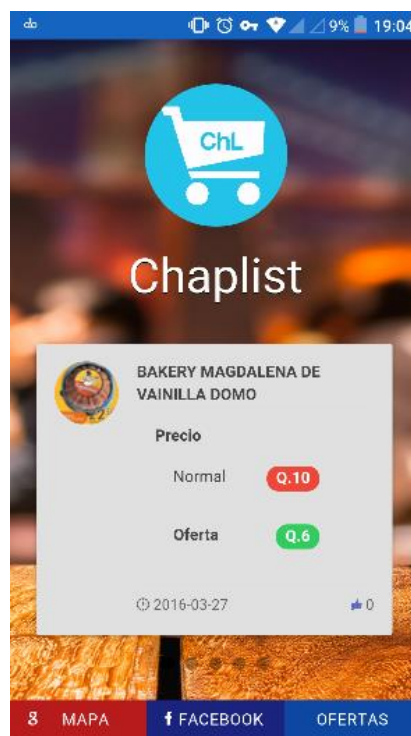 9% 19:04
ChL
Chaplist
BAKERY MAGDALENA DE
VAINILLA DOMO
Precio
Normal Q.10
Oferta Q.6
2016-03-27 0
MAPA FACEBOOK OFERTAS